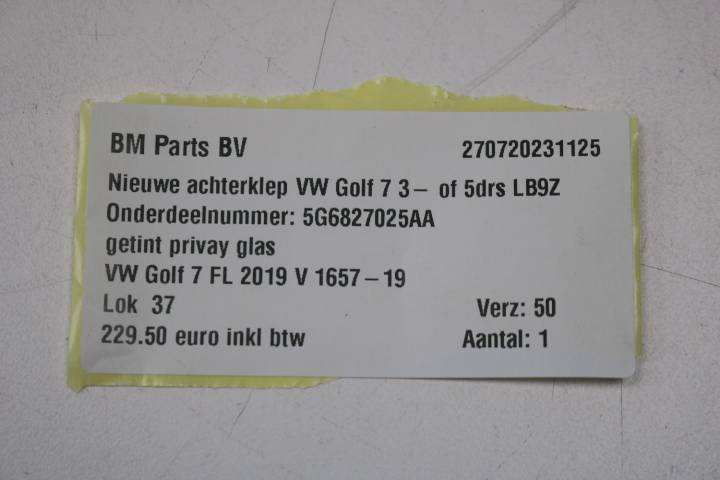 BM Parts BV 270720231125
Nieuwe achterklep VW Golf 7 3- of 5drs LB9Z
Onderdeelnummer: 5G6827025AA
getint privay glas
VW Golf 7 FL 2019 V 1657-19
Lok 37 Verz: 50
229.50 euro inkl btw Aantal: 1